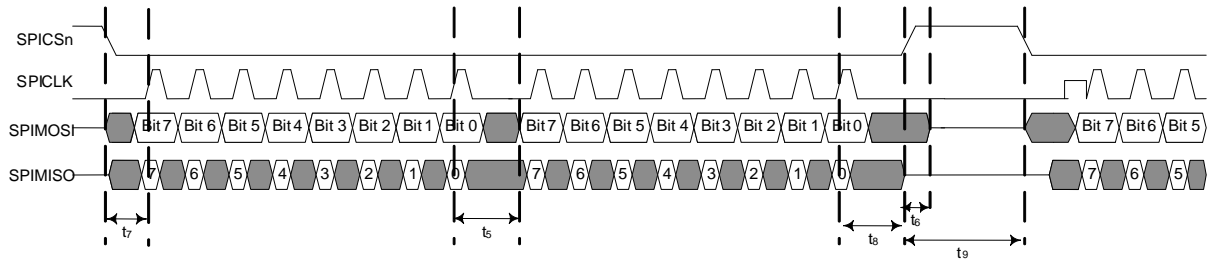 SPICSn
SPICLK
SPIMOSI Bit 7 Bit 6 Bit 5 Bit 4 Bit 3 Bit 2 Bit 1 Bit 0 Bit 7 Bit 6 Bit 5 Bit 4 Bit 3 Bit 2 Bit 1 Bit 0 Bit 7 Bit 6 Bit 5
SPIMISO 7 6 5 4 3 2 1 0 7 6 5 4 3 2 1 0 7 6 5
t7 t5 t8 t6
t9